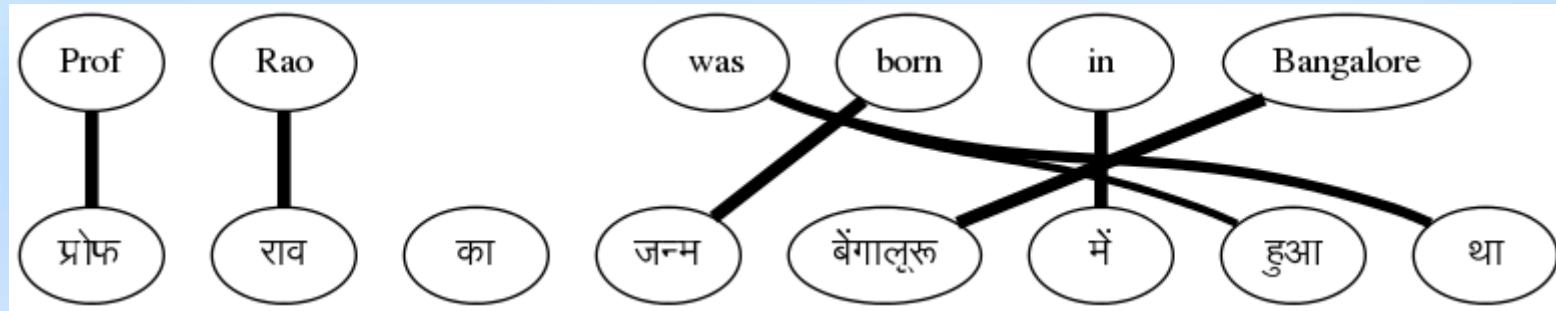 Prof Rao was born in Bangalore
प्रोफ राव का जन्म बेंगालूरू में हुआ था